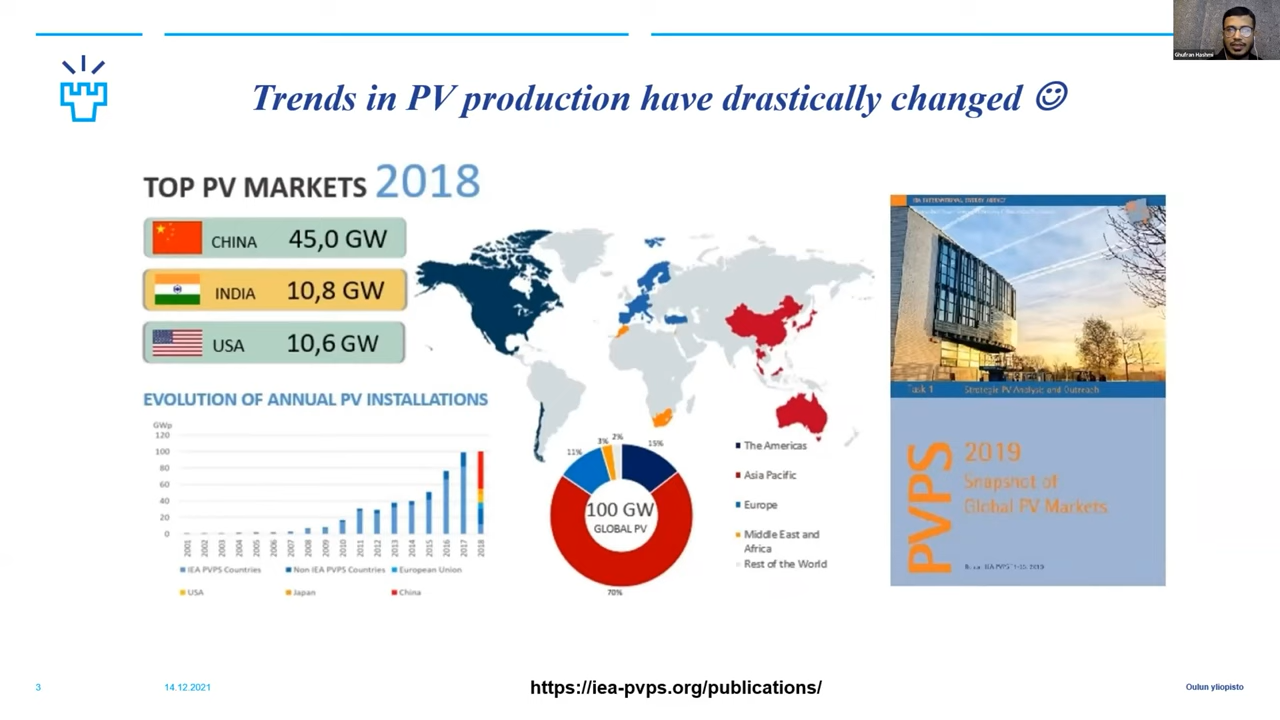 Ghufran Hashmi
Trends in PV production have drastically changed ☺
TOP PV MARKETS 2018
CHINA 45,0 GW
INDIA 10,8 GW
USA 10,6 GW
EVOLUTION OF ANNUAL PV INSTALLATIONS
GWp
120
100
80
60
40
20
0
2001 2002 2003 2004 2005 2006 2007 2008 2009 2010 2011 2012 2013 2014 2015 2016 2017 2018
IEA PVPS Countries Non IEA PVPS Countries European Union
USA Japan China
3% 2%
11% 15%
100 GW
GLOBAL PV
70%
The Americas
Asia Pacific
Europe
Middle East and
Africa
Rest of the World
INTERNATIONAL ENERGY AGENCY
Task 1 Strategic PV Analysis and Outreach
PVPS
2019
Snapshot of
Global PV Markets
3 14.12.2021 https://iea-pvps.org/publications/ Oulun yliopisto